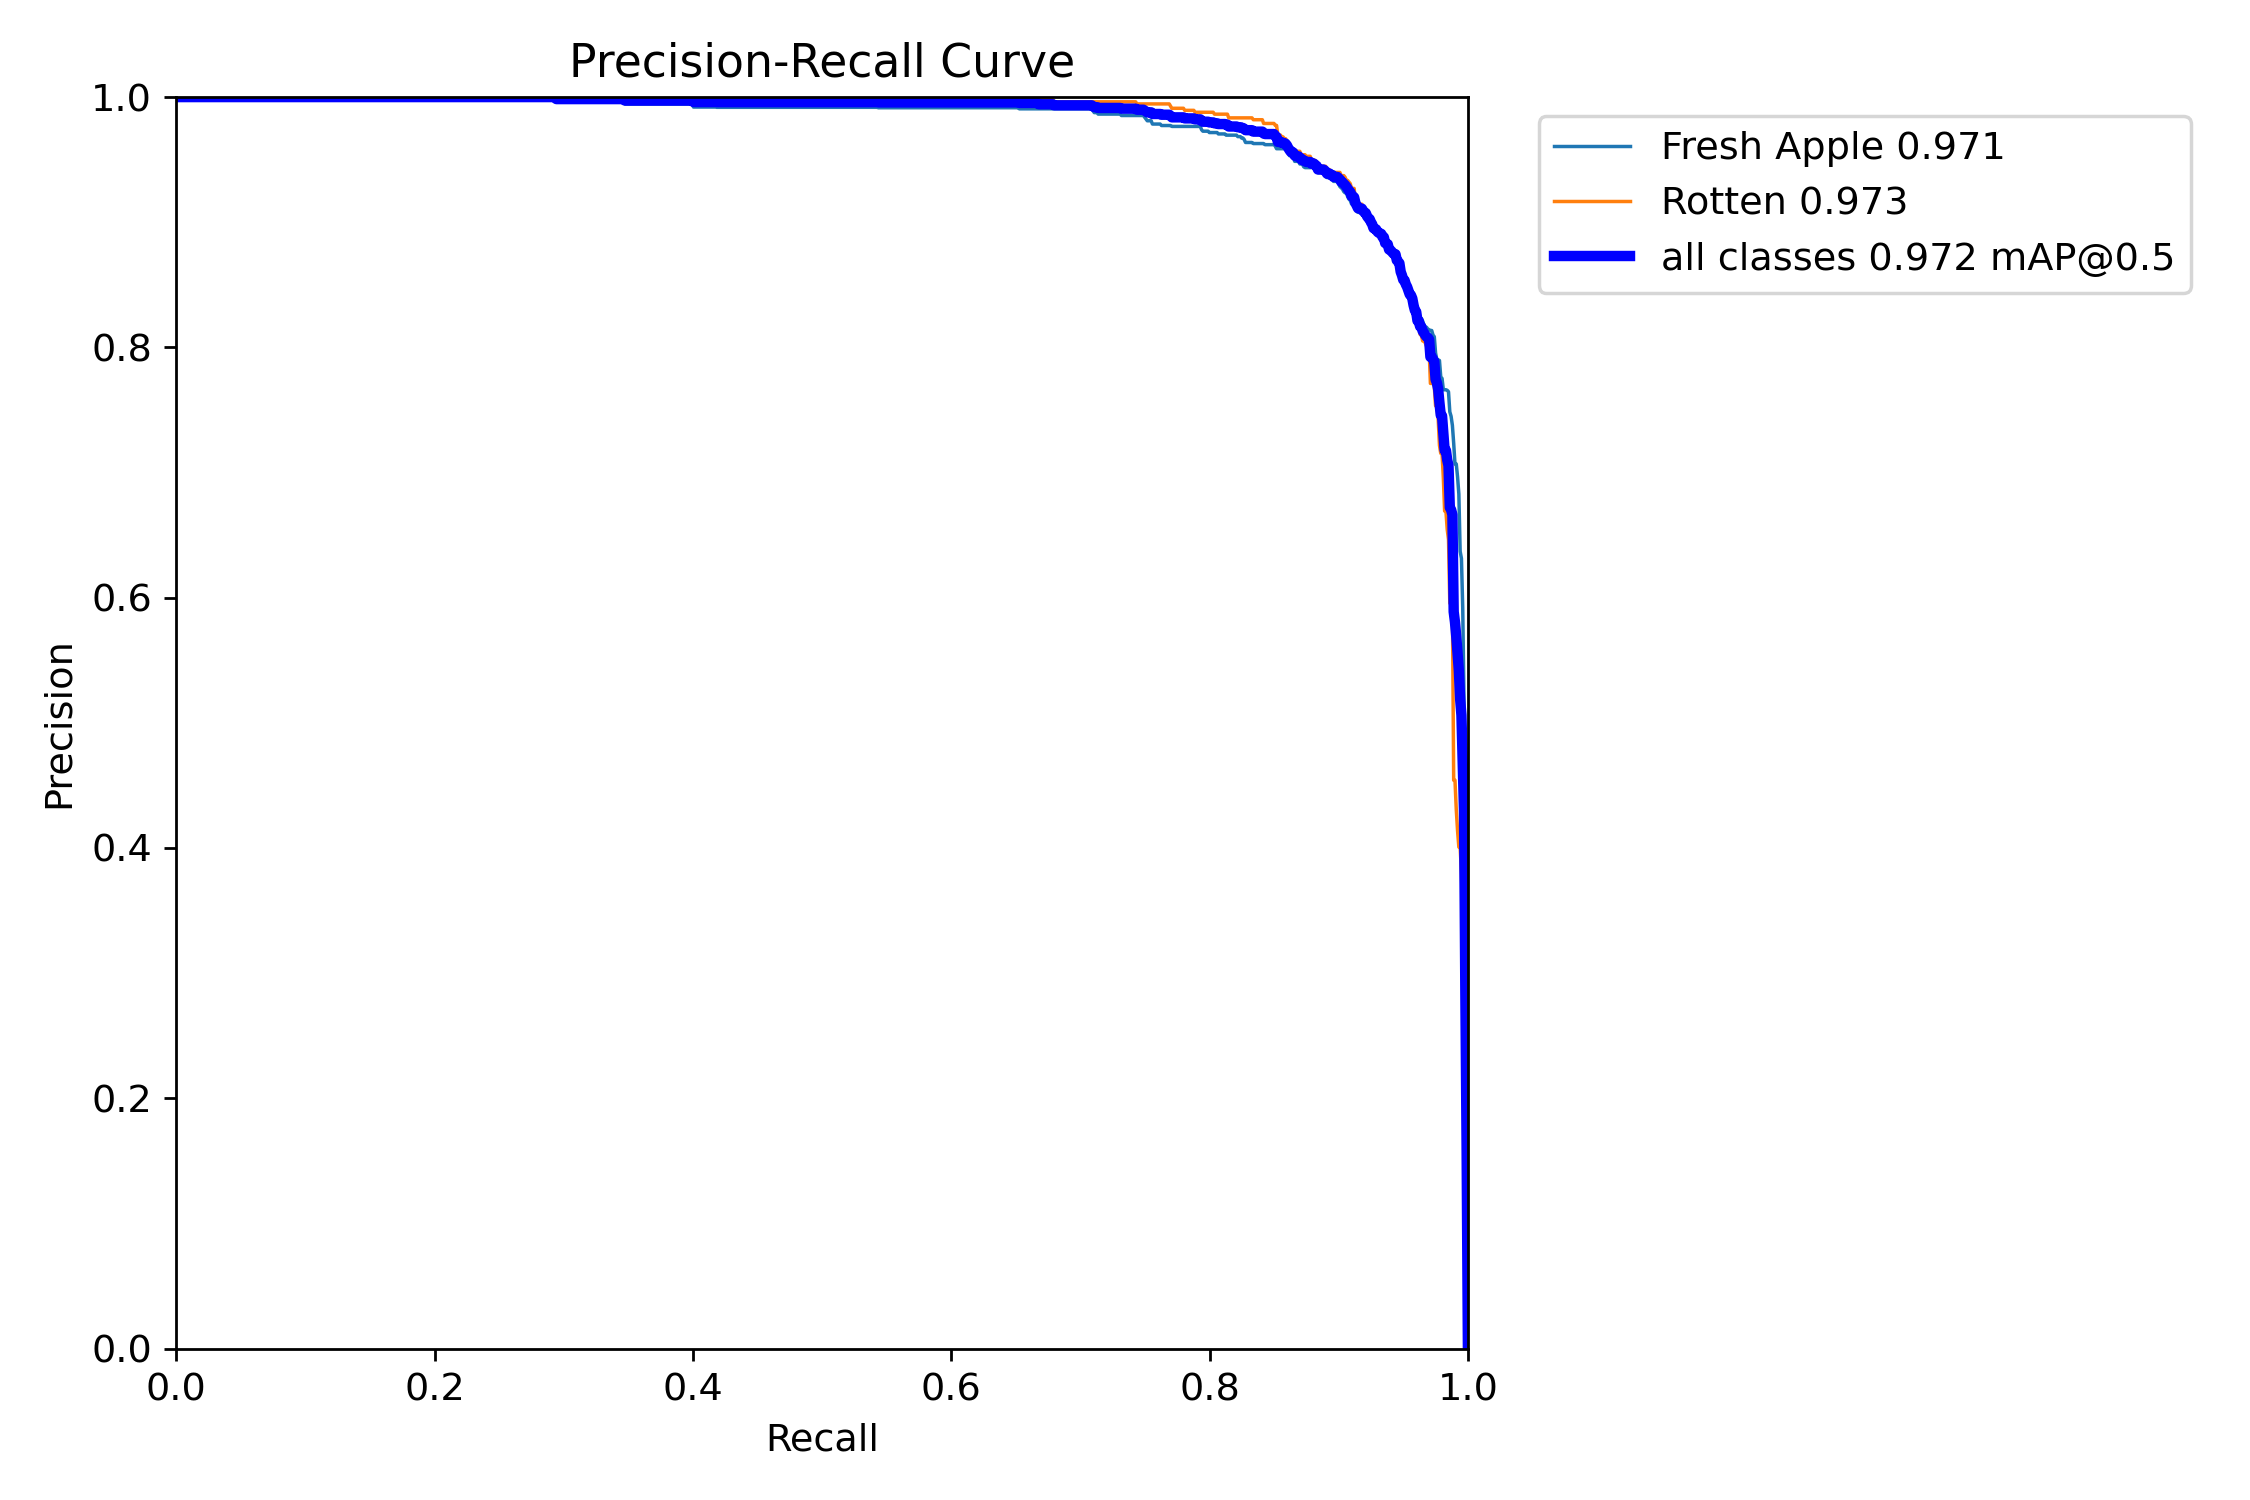 Precision-Recall Curve
1.0
0.8
0.6
0.4
0.2
0.0
Precision
0.0 0.2 0.4 0.6 0.8 1.0
Recall
Fresh Apple 0.971
Rotten 0.973
all classes 0.972 mAP@0.5